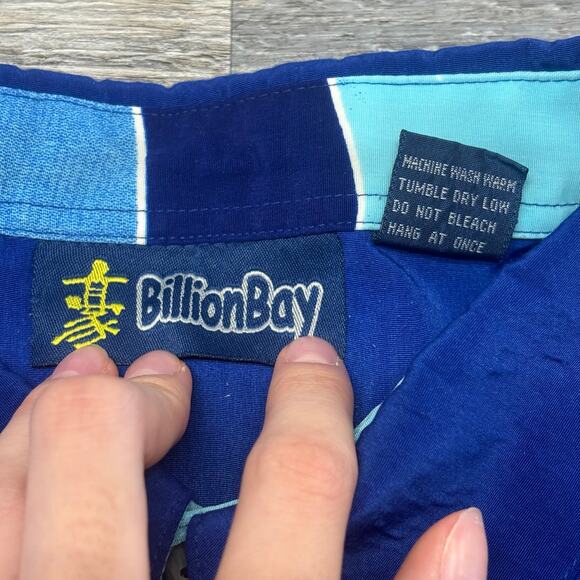 BillionBay
MACHINE WASH WARM
TUMBLE DRY LOW
DO NOT BLEACH
HANG AT ONCE